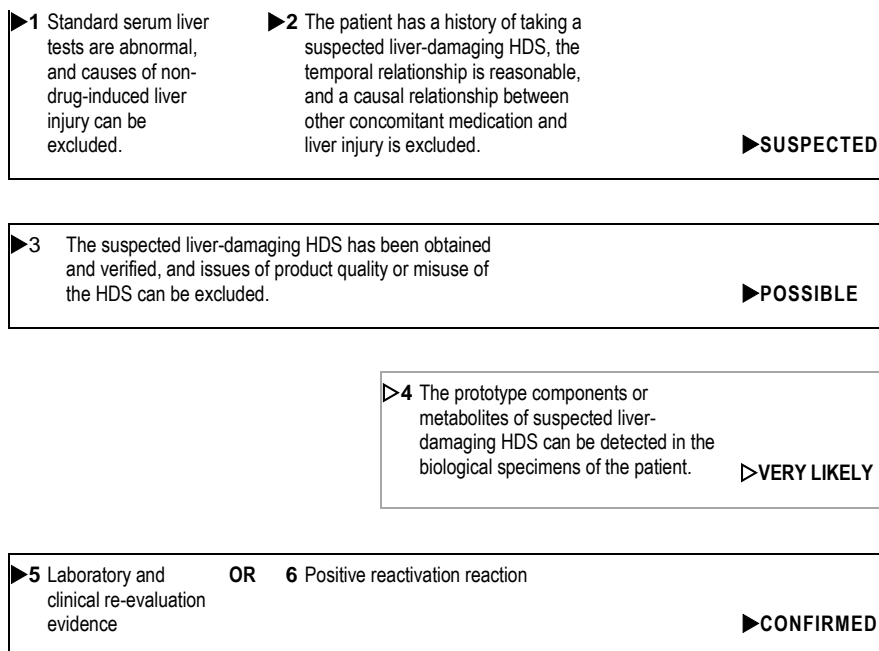 ▶1 Standard serum liver tests are abnormal, and causes of non-drug-induced liver injury can be excluded.
▶2 The patient has a history of taking a suspected liver-damaging HDS, the temporal relationship is reasonable, and a causal relationship between other concomitant medication and liver injury is excluded.
▶SUSPECTED
▶3 The suspected liver-damaging HDS has been obtained
and verified, and issues of product quality or misuse of
the HDS can be excluded.
▶POSSIBLE
▷4 The prototype components or
metabolites of suspected liver-
damaging HDS can be detected in the
biological specimens of the patient.
▷VERY LIKELY
▶5 Laboratory and
clinical re-evaluation
evidence
OR
6 Positive reactivation reaction
▶CONFIRMED